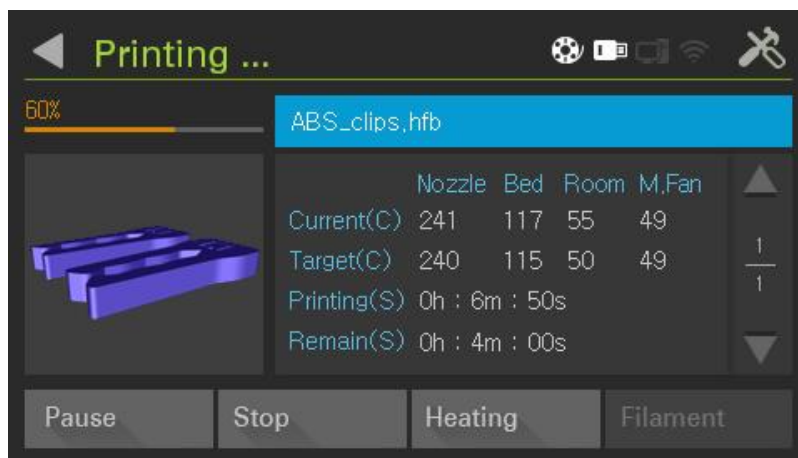 Printing ...
60%
ABS_clips,hfb
Nozzle Bed Room M,Fan
Current(C) 241 117 55 49
Target(C) 240 115 50 49
Printing(S) 0h : 6m : 50s
Remain(S) 0h : 4m : 00s
1
1
Pause Stop Heating Filament